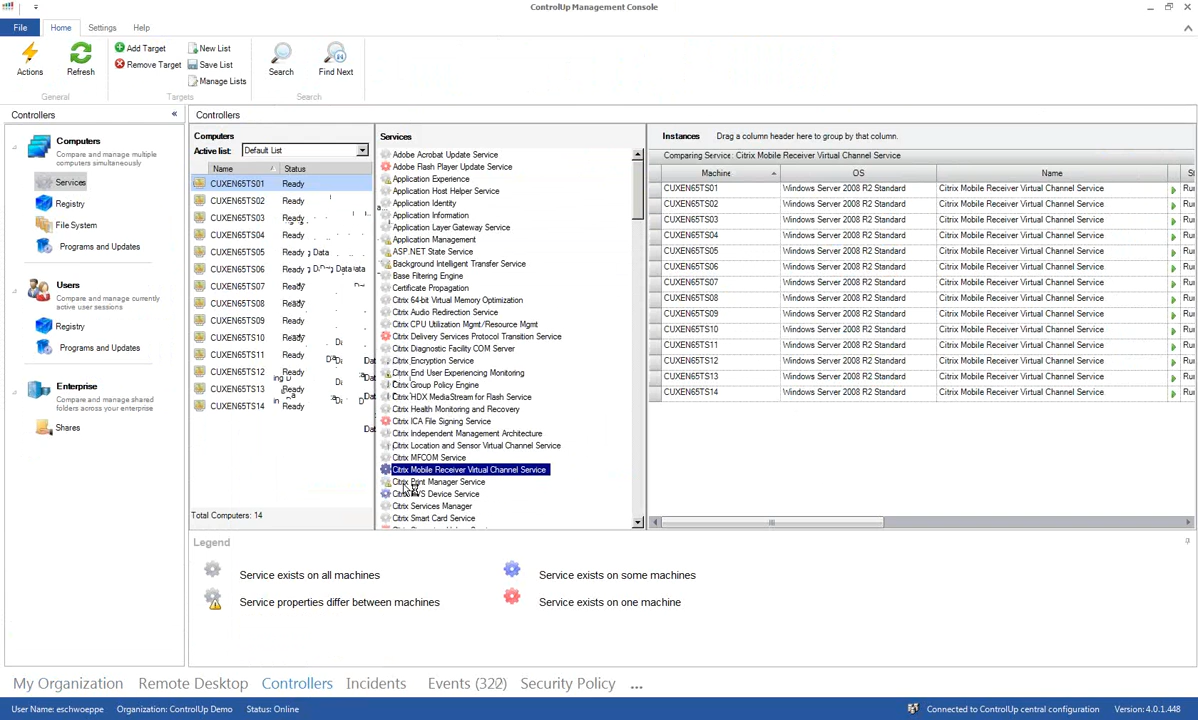 ControlUp Management Console
File
Home
Settings
Help
Actions
Refresh
Add Target
Remove Target
New List
Save List
Manage Lists
Search
Find Next
General
Targets
Search
Controllers
«
Controllers
Computers
Compare and manage multiple
computers simultaneously
Services
Registry
File System
Programs and Updates
Users
Compare and manage currently
active user sessions
Registry
Programs and Updates
Enterprise
Compare and manage shared
folders across your enterprise
Shares
Computers
Active list: Default List
Name Status
CUXEN65TS01 Ready
CUXEN65TS02 Ready
CUXEN65TS03 Ready
CUXEN65TS04 Ready
CUXEN65TS05 Ready
CUXEN65TS06 Ready
CUXEN65TS07 Ready
CUXEN65TS08 Ready
CUXEN65TS09 Ready
CUXEN65TS10 Ready
CUXEN65TS11 Ready
CUXEN65TS12 Ready
CUXEN65TS13 Ready
CUXEN65TS14 Ready
Total Computers: 14
Services
Adobe Acrobat Update Service
Adobe Flash Player Update Service
Application Experience
Application Host Helper Service
Application Identity
Application Information
Application Layer Gateway Service
Application Management
ASP.NET State Service
Background Intelligent Transfer Service
Base Filtering Engine
Certificate Propagation
Citrix 64-bit Virtual Memory Optimization
Citrix Audio Redirection Service
Citrix CPU Utilization Mgmt/Resource Mgmt
Citrix Delivery Services Protocol Transition Service
Citrix Diagnostic Facility COM Server
Citrix Encryption Service
Citrix End User Experiencing Monitoring
Citrix Group Policy Engine
Citrix HDX MediaStream for Flash Service
Citrix Health Monitoring and Recovery
Citrix ICA File Signing Service
Citrix Independent Management Architecture
Citrix Location and Sensor Virtual Channel Service
Citrix MFCOM Service
Citrix Mobile Receiver Virtual Channel Service
Citrix Print Manager Service
Device Service
Citrix Services Manager
Citrix Smart Card Service
Instances Drag a column header here to group by that column.
Comparing Service: Citrix Mobile Receiver Virtual Channel Service
Machine OS Name
CUXEN65TS01 Windows Server 2008 R2 Standard Citrix Mobile Receiver Virtual Channel Service
CUXEN65TS02 Windows Server 2008 R2 Standard Citrix Mobile Receiver Virtual Channel Service
CUXEN65TS03 Windows Server 2008 R2 Standard Citrix Mobile Receiver Virtual Channel Service
CUXEN65TS04 Windows Server 2008 R2 Standard Citrix Mobile Receiver Virtual Channel Service
CUXEN65TS05 Windows Server 2008 R2 Standard Citrix Mobile Receiver Virtual Channel Service
CUXEN65TS06 Windows Server 2008 R2 Standard Citrix Mobile Receiver Virtual Channel Service
CUXEN65TS07 Windows Server 2008 R2 Standard Citrix Mobile Receiver Virtual Channel Service
CUXEN65TS08 Windows Server 2008 R2 Standard Citrix Mobile Receiver Virtual Channel Service
CUXEN65TS09 Windows Server 2008 R2 Standard Citrix Mobile Receiver Virtual Channel Service
CUXEN65TS10 Windows Server 2008 R2 Standard Citrix Mobile Receiver Virtual Channel Service
CUXEN65TS11 Windows Server 2008 R2 Standard Citrix Mobile Receiver Virtual Channel Service
CUXEN65TS12 Windows Server 2008 R2 Standard Citrix Mobile Receiver Virtual Channel Service
CUXEN65TS13 Windows Server 2008 R2 Standard Citrix Mobile Receiver Virtual Channel Service
CUXEN65TS14 Windows Server 2008 R2 Standard Citrix Mobile Receiver Virtual Channel Service
Legend
Service exists on all machines
Service exists on some machines
Service properties differ between machines
Service exists on one machine
My Organization Remote Desktop Controllers Incidents Events (322) Security Policy ...
User Name: eschwoeppe Organization: ControlUp Demo Status: Online Connected to ControlUp central configuration Version: 4.0.1.448